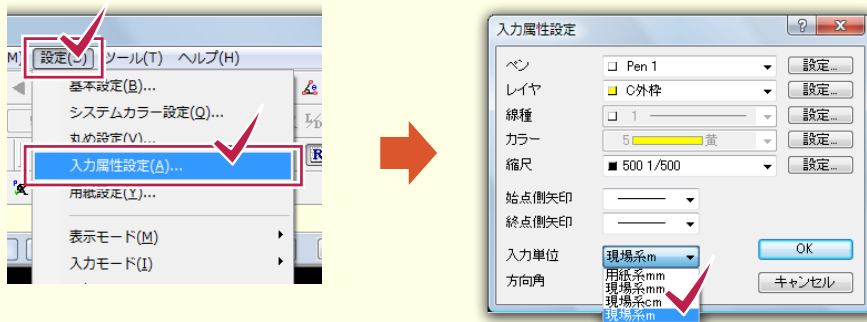 M) 設定(S) ツール(T) ヘルプ(H)
基本設定(B)...
システムカラー設定(Q)...
丸め設定(V)...
入力属性設定(A)...
用紙設定(Y)...
表示モード(M)
入力モード(I)
入力属性設定
ペン Pen 1 設定...
レイヤ C外枠 設定...
線種 1 設定...
カラー 5 黄 設定...
縮尺 500 1/500 設定...
始点側矢印
終点側矢印
入力単位 現場系m OK
用紙系mm
方向角 現場系mm キャンセル
現場系cm
現場系m